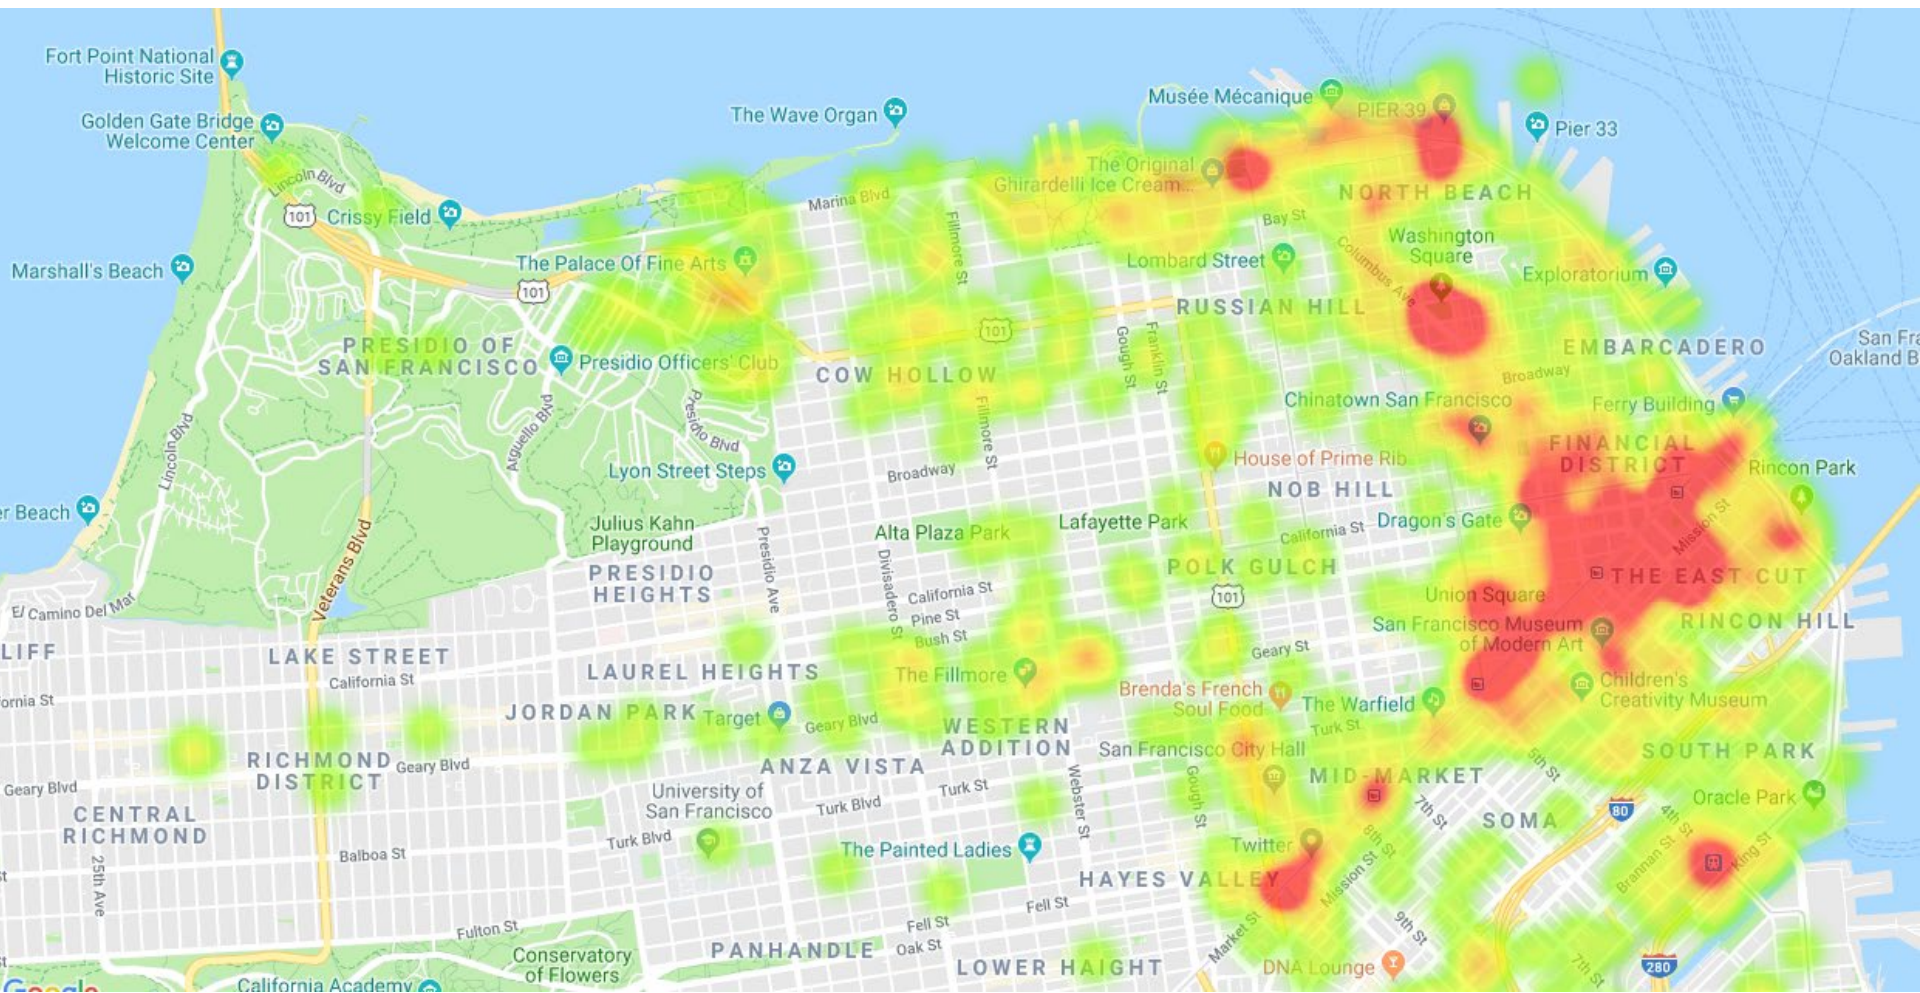 Fort Point National
Historic Site
Golden Gate Bridge
Welcome Center
The Wave Organ
Musée Mécanique
PIER 39
Pier 33
Lincoln Blvd
101
Crissy Field
Marina Blvd
The Original
Ghirardelli Ice Cream...
NORTH BEACH
Bay St
Fillmore St
Washington
Square
Columbus Ave
Marshall's Beach
The Palace Of Fine Arts
101
Lombard Street
Exploratorium
RUSSIAN HILL
101
Gough St
Franklin St
PRESIDIO OF
SAN FRANCISCO
Presidio Officers' Club
COW HOLLOW
EMBARCADERO
San Fra
Oakland B
Broadway
Presidio Blvd
Arguello Blvd
Lincoln Blvd
Fillmore St
Chinatown San Francisco
Ferry Building
FINANCIAL
DISTRICT
Lyon Street Steps
Broadway
House of Prime Rib
Rincon Park
NOB HILL
er Beach
Julius Kahn
Playground
Alta Plaza Park
Lafayette Park
California St
Dragon's Gate
Mission St
Veterans Blvd
Presidio Ave
Divisadero St
PRESIDIO
HEIGHTS
POLK GULCH
THE EAST CUT
California St
101
Union Square
El Camino Del Mar
Pine St
Bush St
San Francisco Museum
of Modern Art
RINCON HILL
LIFF
LAKE STREET
California St
LAUREL HEIGHTS
The Fillmore
Geary St
Children's
Creativity Museum
ornia St
JORDAN PARK
Target
Geary Blvd
Brenda's French
Soul Food
The Warfield
Turk St
WESTERN
ADDITION
San Francisco City Hall
5th St
SOUTH PARK
RICHMOND
DISTRICT
Geary Blvd
ANZA VISTA
MID-MARKET
Geary Blvd
University of
San Francisco
Turk St
Turk Blvd
Webster St
Gough St
7th St
80
Oracle Park
CENTRAL
RICHMOND
SOMA
4th St
Turk Blvd
8th St
Balboa St
The Painted Ladies
Twitter
Mission St
Brannan St
King St
25th Ave
HAYES VALLEY
Fell St
Fulton St
Fell St
9th St
Market St
PANHANDLE
Oak St
Conservatory
of Flowers
LOWER HAIGHT
DNA Lounge
7th St
280
California Academy
Google